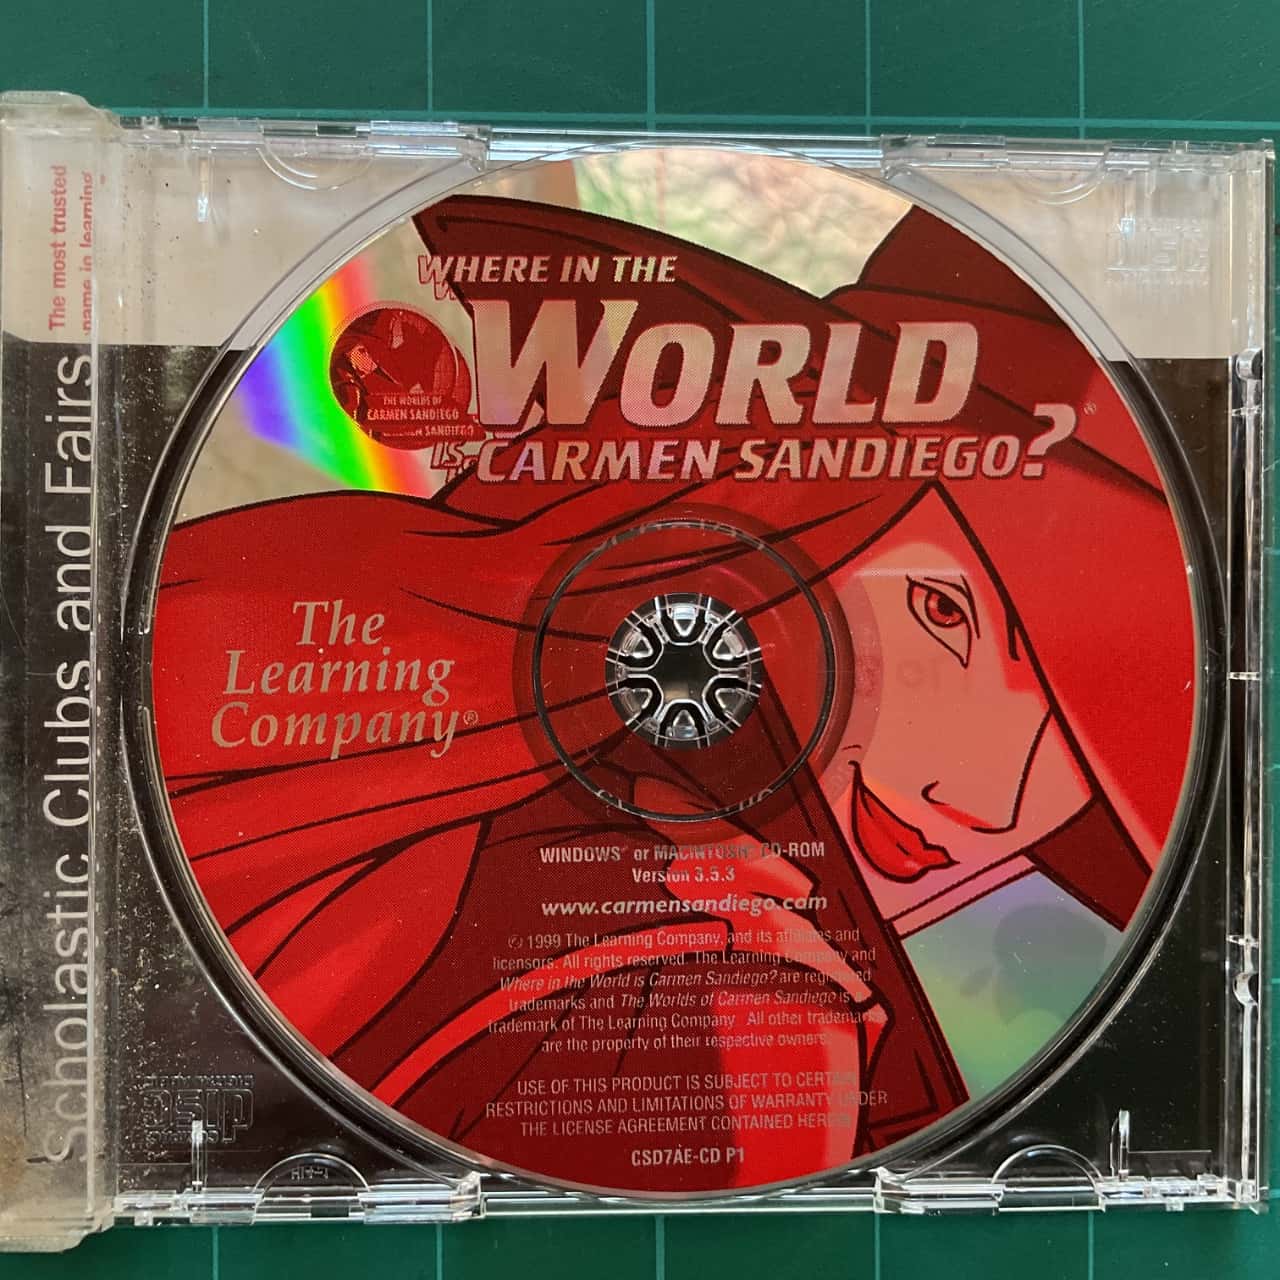 The most trusted
name in learning
Scholastic Clubs and Fairs
WHERE IN THE
WORLD
IS CARMEN SANDIEGO?®
THE WORLDS OF
CARMEN SANDIEGO
The
Learning
Company®
WINDOWS or MACINTOSH CD-ROM
Version 3.5.3
www.carmensandiego.com
© 1999 The Learning Company, and its affiliates and
licensors. All rights reserved. The Learning Company and
Where in the World is Carmen Sandiego? are registered
trademarks and The Worlds of Carmen Sandiego is a
trademark of The Learning Company. All other trademarks
are the property of their respective owners.
USE OF THIS PRODUCT IS SUBJECT TO CERTAIN
RESTRICTIONS AND LIMITATIONS OF WARRANTY UNDER
THE LICENSE AGREEMENT CONTAINED HEREIN
CSD7AE-CD P1
disc